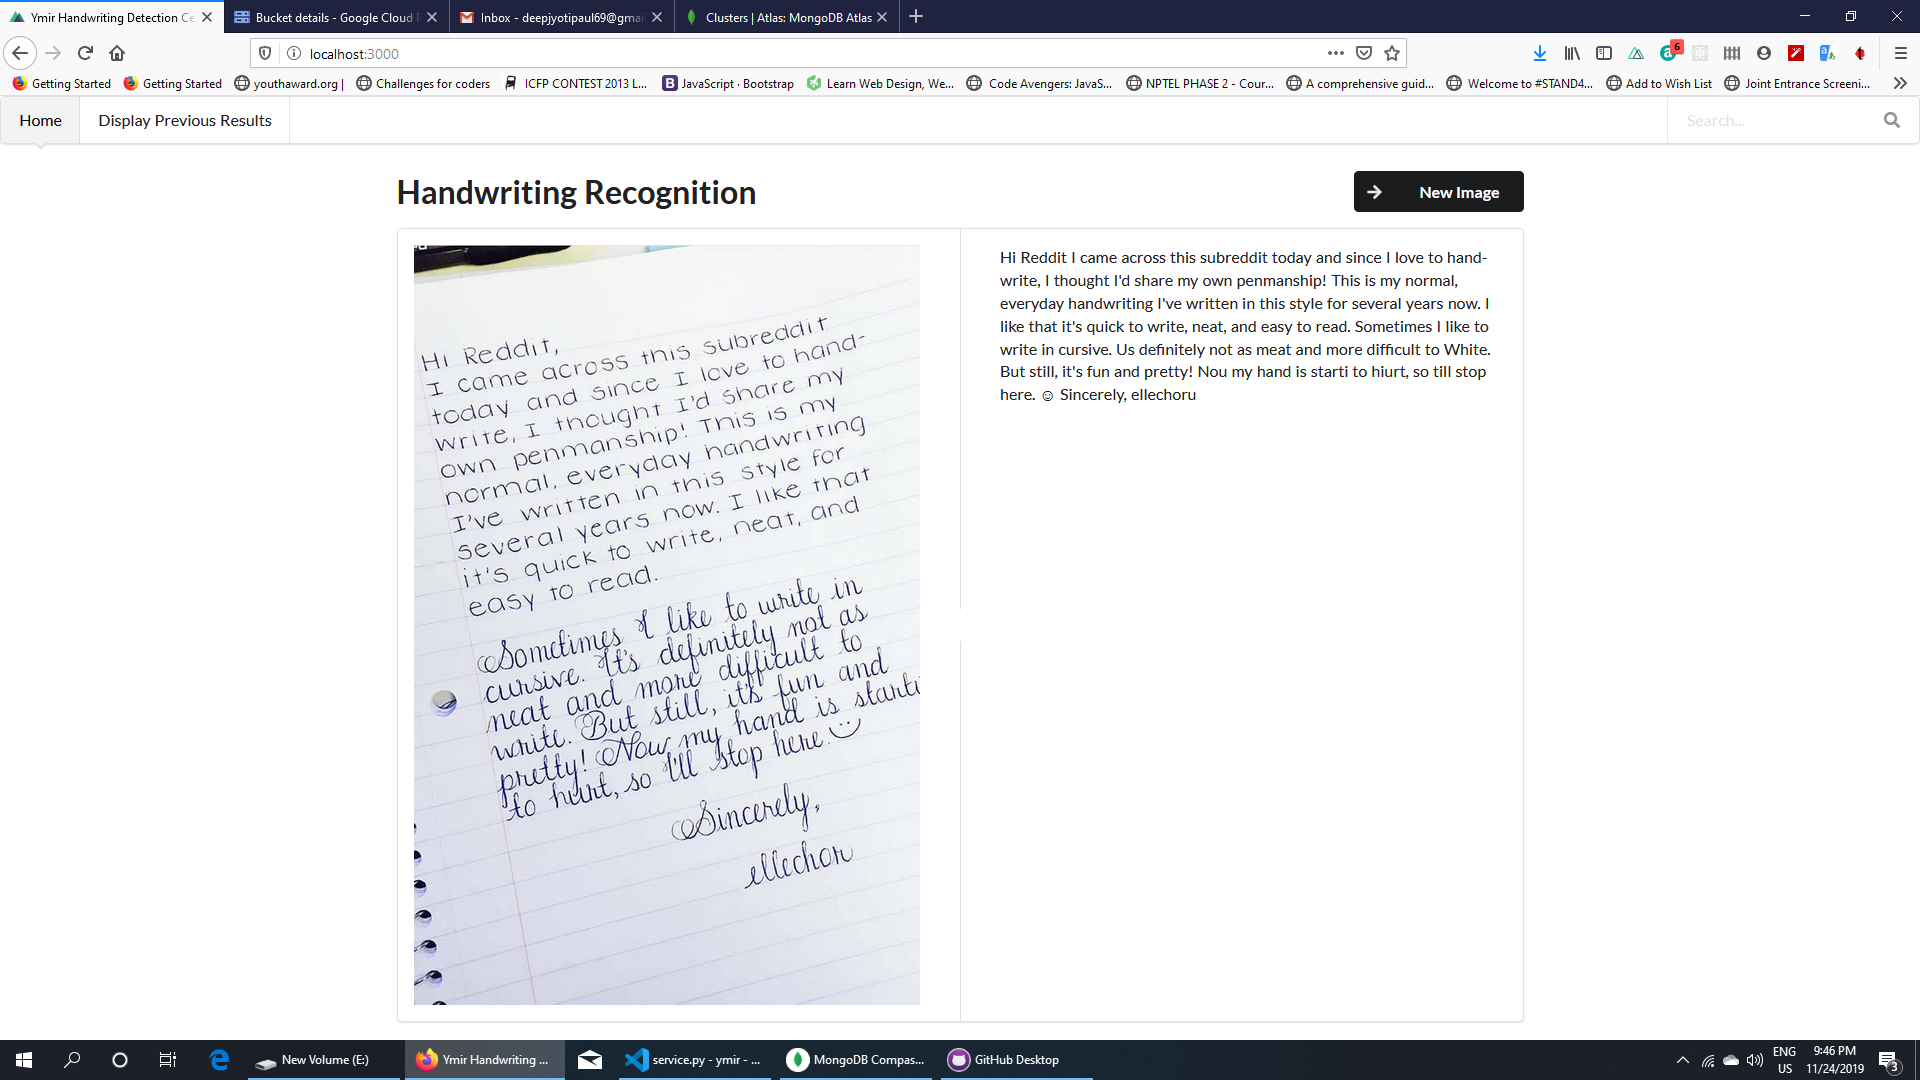 Ymir Handwriting Detection Ce
Bucket details - Google Cloud P
Inbox - deepjyotipaul69@gmai
Clusters | Atlas: MongoDB Atlas
localhost:3000
6
Getting Started
Getting Started
youthaward.org |
Challenges for coders
ICFP CONTEST 2013 I...
JavaScript · Bootstrap
Learn Web Design, We...
Code Avengers: JavaS...
NPTEL PHASE 2 - Cour...
A comprehensive guid...
Welcome to #STAND4...
Add to Wish List
Joint Entrance Screeni...
Home
Display Previous Results
Search...
Handwriting Recognition
New Image
Hi Reddit,
I came across this subreddit
today and since I love to hand-
write, I thought I'd share my
own penmanship! This is my
normal, everyday handwriting
I've written in this style for
several years now. I like that
it's quick to write, neat, and
easy to read.
Sometimes I like to write in
cursive. It's definitely not as
neat and more difficult to
write. But still, it's fun and
pretty! Now my hand is starti
to hurt, so I'll stop here.
Sincerely,
ellechor
Hi Reddit I came across this subreddit today and since I love to hand-
write, I thought I'd share my own penmanship! This is my normal,
everyday handwriting I've written in this style for several years now. I
like that it's quick to write, neat, and easy to read. Sometimes I like to
write in cursive. Us definitely not as meat and more difficult to White.
But still, it's fun and pretty! Nou my hand is starti to hiurt, so till stop
here. ☺ Sincerely, ellechoru
New Volume (E:)
Ymir Handwriting ...
service.py - ymir - ...
MongoDB Compas...
GitHub Desktop
ENG
US
9:46 PM
11/24/2019
3